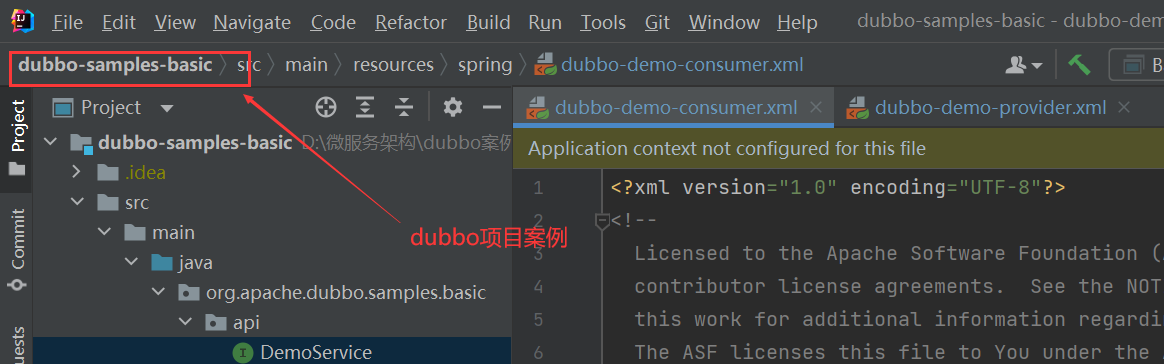 File Edit View Navigate Code Refactor Build Run Tools Git Window Help dubbo-samples-basic - dubbo-dem
dubbo-samples-basic src main resources spring dubbo-demo-consumer.xml B
Project
Project
dubbo-demo-consumer.xml dubbo-demo-provider.xml
dubbo-samples-basic D:\微服务架构\dubbo案例
Application context not configured for this file
.idea
1 <?xml version="1.0" encoding="UTF-8"?>
src
2 <!--
Commit
main
dubbo项目案例
3 Licensed to the Apache Software Foundation (
java
4 contributor license agreements. See the NOT
org.apache.dubbo.samples.basic
5 this work for additional information regardi
api
6 The ASF licenses this file to You under the
DemoService
uests